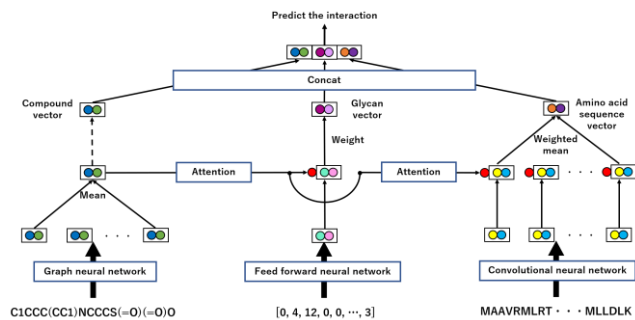 Predict the interaction
Concat
Compound
vector
Glycan
vector
Amino acid
sequence
vector
Weight
Weighted
mean
Attention
Attention
Mean
· · ·
· · ·
· · ·
Graph neural network
Feed forward neural network
Convolutional neural network
C1CCC(CC1)NCCCS(=O)(=O)O
[0, 4, 12, 0, 0, ···, 3]
MAAVRMLRT · · · MLLDLK